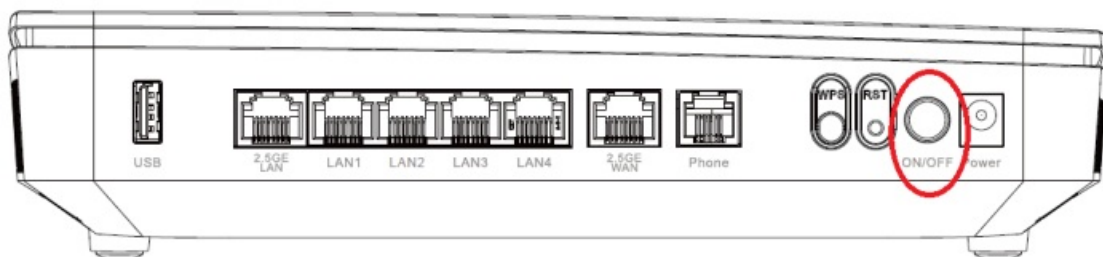 WPS RST
USB 2.5GE LAN LAN1 LAN2 LAN3 LAN4 2.5GE WAN Phone ON/OFF Power